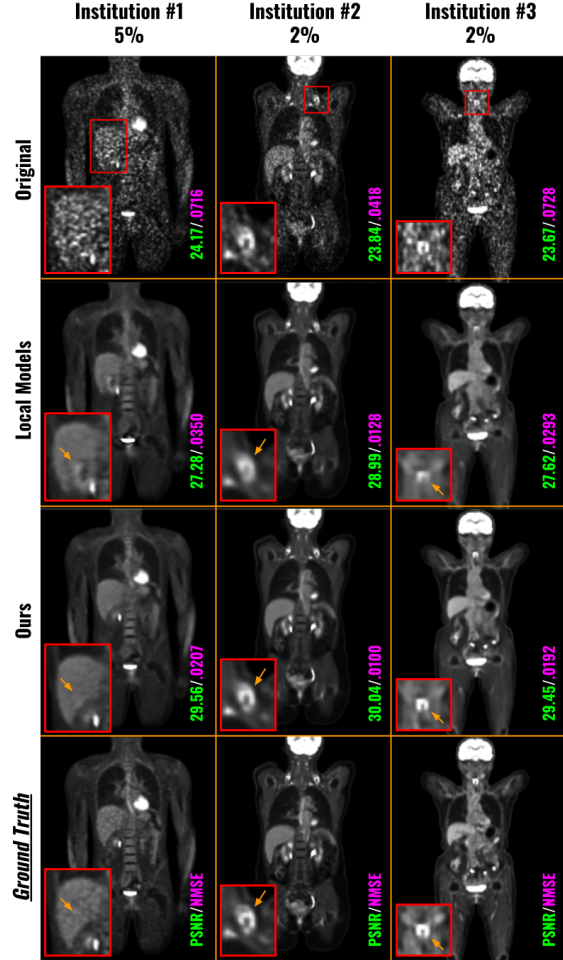 Institution #1
5%
Institution #2
2%
Institution #3
2%
Original
24.17/.0716
23.84/.0418
23.67/.0728
Local Models
27.28/.0350
28.99/.0128
27.62/.0293
Ours
29.56/.0207
30.04/.0100
29.45/.0192
Ground Truth
PSNR/NMSE
PSNR/NMSE
PSNR/NMSE